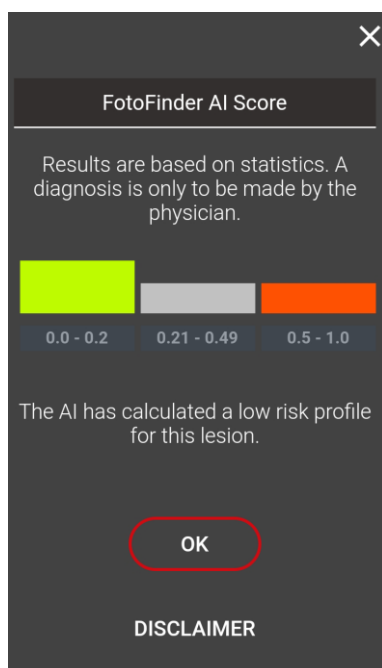 FotoFinder AI Score
Results are based on statistics. A
diagnosis is only to be made by the
physician.
0.0 - 0.2 0.21 - 0.49 0.5 - 1.0
The AI has calculated a low risk profile
for this lesion.
OK
DISCLAIMER